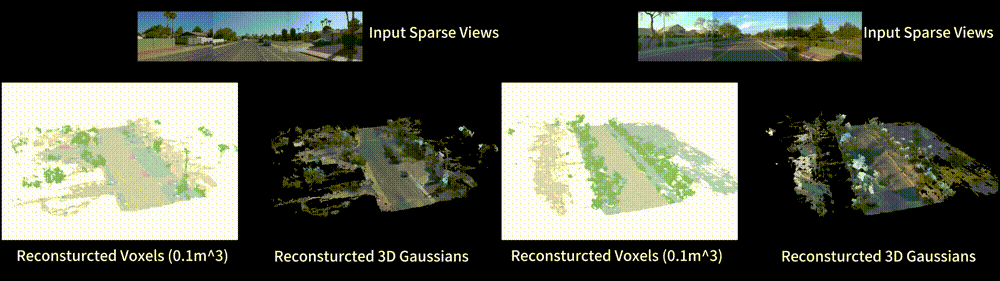 Input Sparse Views
Input Sparse Views
Reconsturcted Voxels (0.1m^3)
Reconsturcted 3D Gaussians
Reconsturcted Voxels (0.1m^3)
Reconsturcted 3D Gaussians